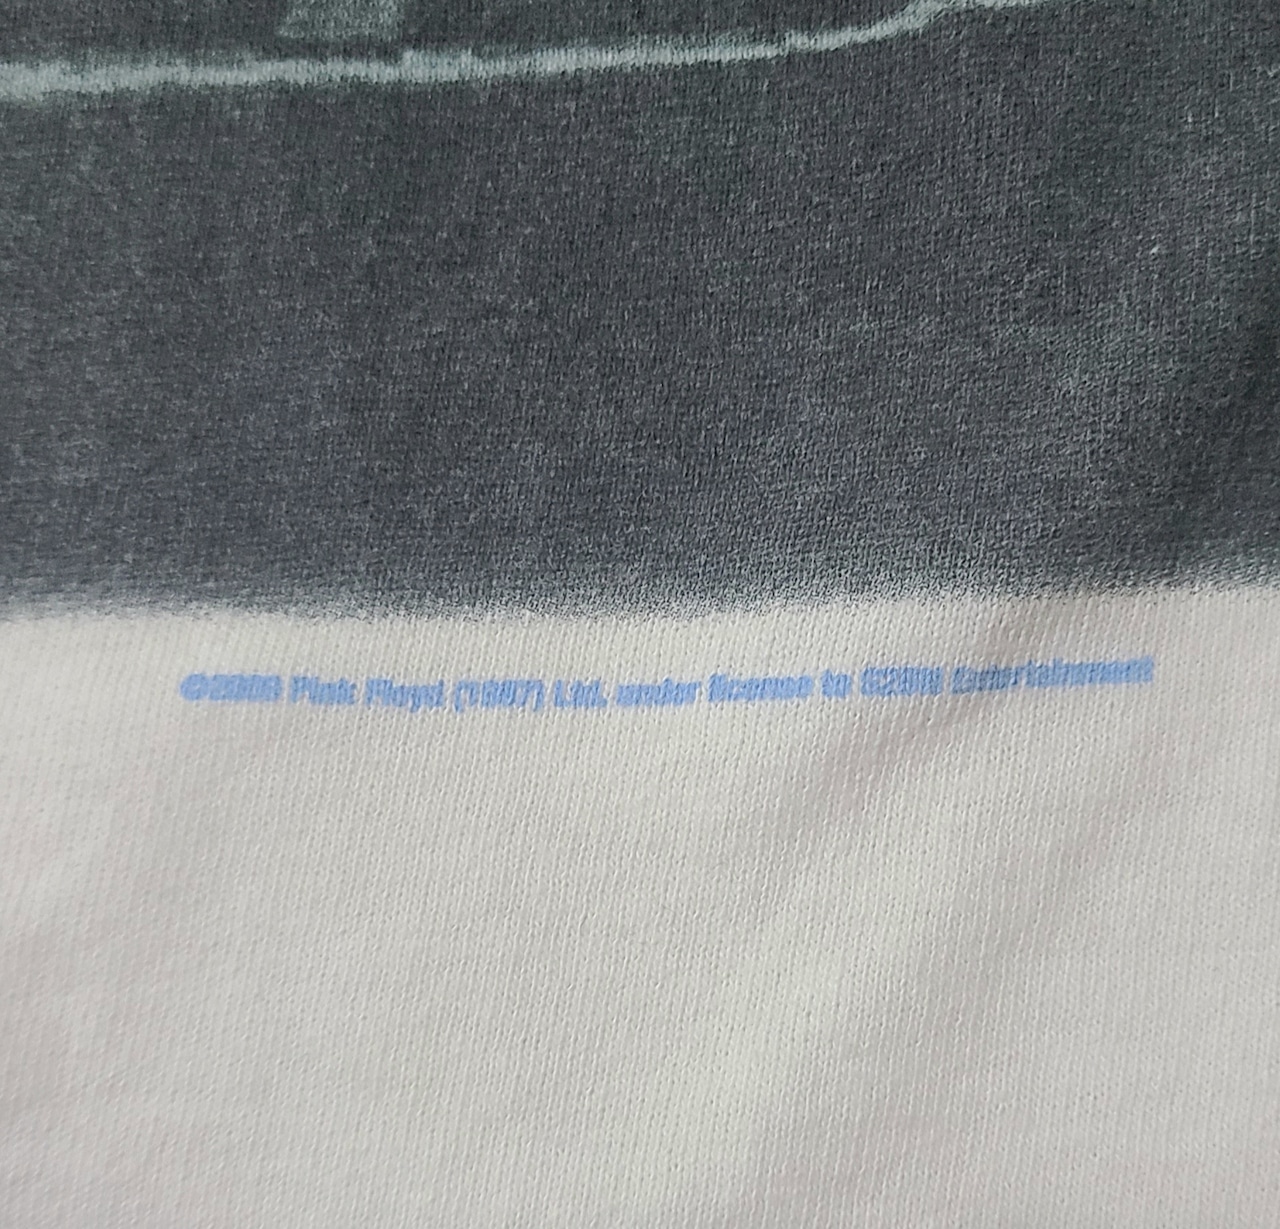 Pink Floyd (1987) Ltd. under license to Entertainment